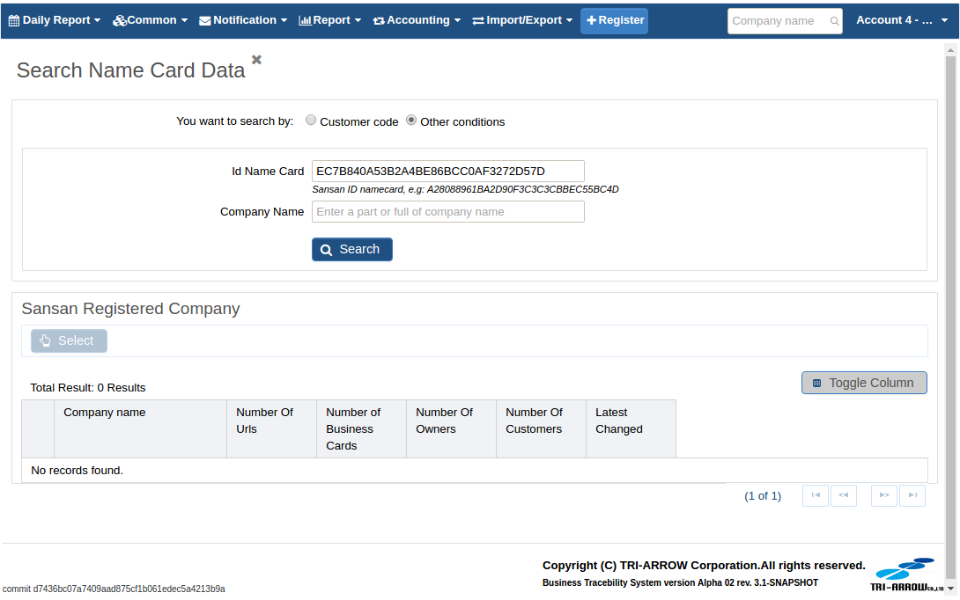 Daily Report Common Notification Report Accounting Import/Export Register Company name Account 4 - ...
Search Name Card Data
You want to search by: Customer code Other conditions
Id Name Card EC7B840A53B2A4BE86BCC0AF3272D57D
Sansan ID namecard, e.g: A28088961BA2D90F3C3C3CBBEC55BC4D
Company Name Enter a part or full of company name
Search
Sansan Registered Company
Select
Total Result: 0 Results Toggle Column
Company name Number Of Urls Number of Business Cards Number Of Owners Number Of Customers Latest Changed
No records found.
(1 of 1)
Copyright (C) TRI-ARROW Corporation.All rights reserved.
Business Tracebility System version Alpha 02 rev. 3.1-SNAPSHOT
TRI-ARROW
commit d7436bc07a7409aad875cf1b061edec5a4213b9a